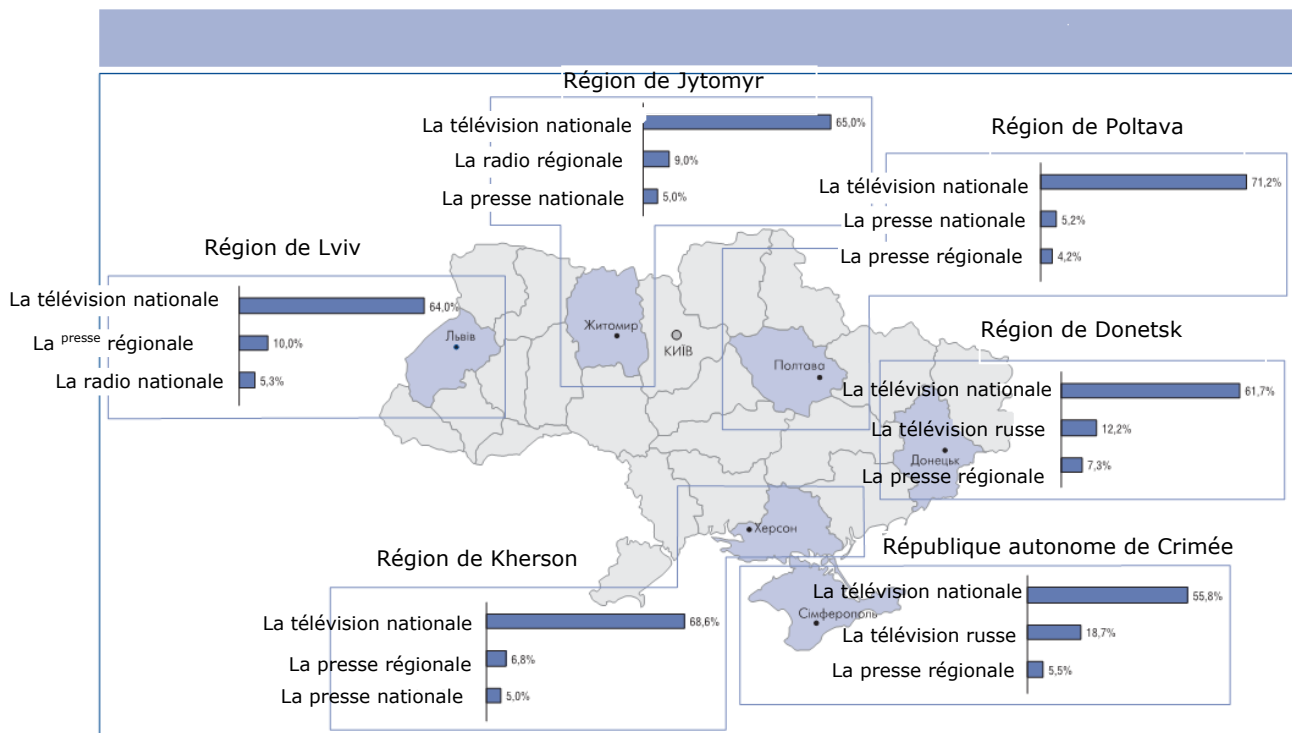 Région de Jytomyr
La télévision nationale 65,0%
La radio régionale 9,0%
La presse nationale 5,0%
Région de Poltava
La télévision nationale 71,2%
La presse nationale 5,2%
La presse régionale 4,2%
Région de Lviv
La télévision nationale 64,0%
La presse régionale 10,0%
La radio nationale 5,3%
Львів
Житомир
КИЇВ
Полтава
Région de Donetsk
La télévision nationale 61,7%
La télévision russe 12,2%
La presse régionale 7,3%
Донецьк
Херсон
Région de Kherson
La télévision nationale 68,6%
La presse régionale 6,8%
La presse nationale 5,0%
République autonome de Crimée
La télévision nationale 55,8%
La télévision russe 18,7%
La presse régionale 5,5%
Сімферополь